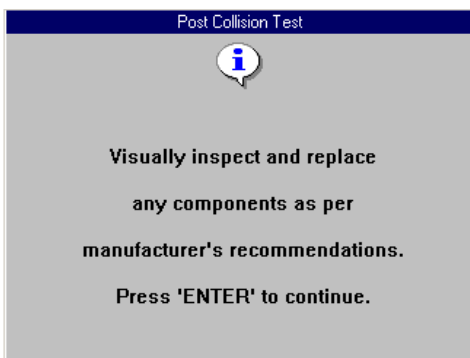 Post Collision Test
i
Visually inspect and replace
any components as per
manufacturer's recommendations.
Press 'ENTER' to continue.